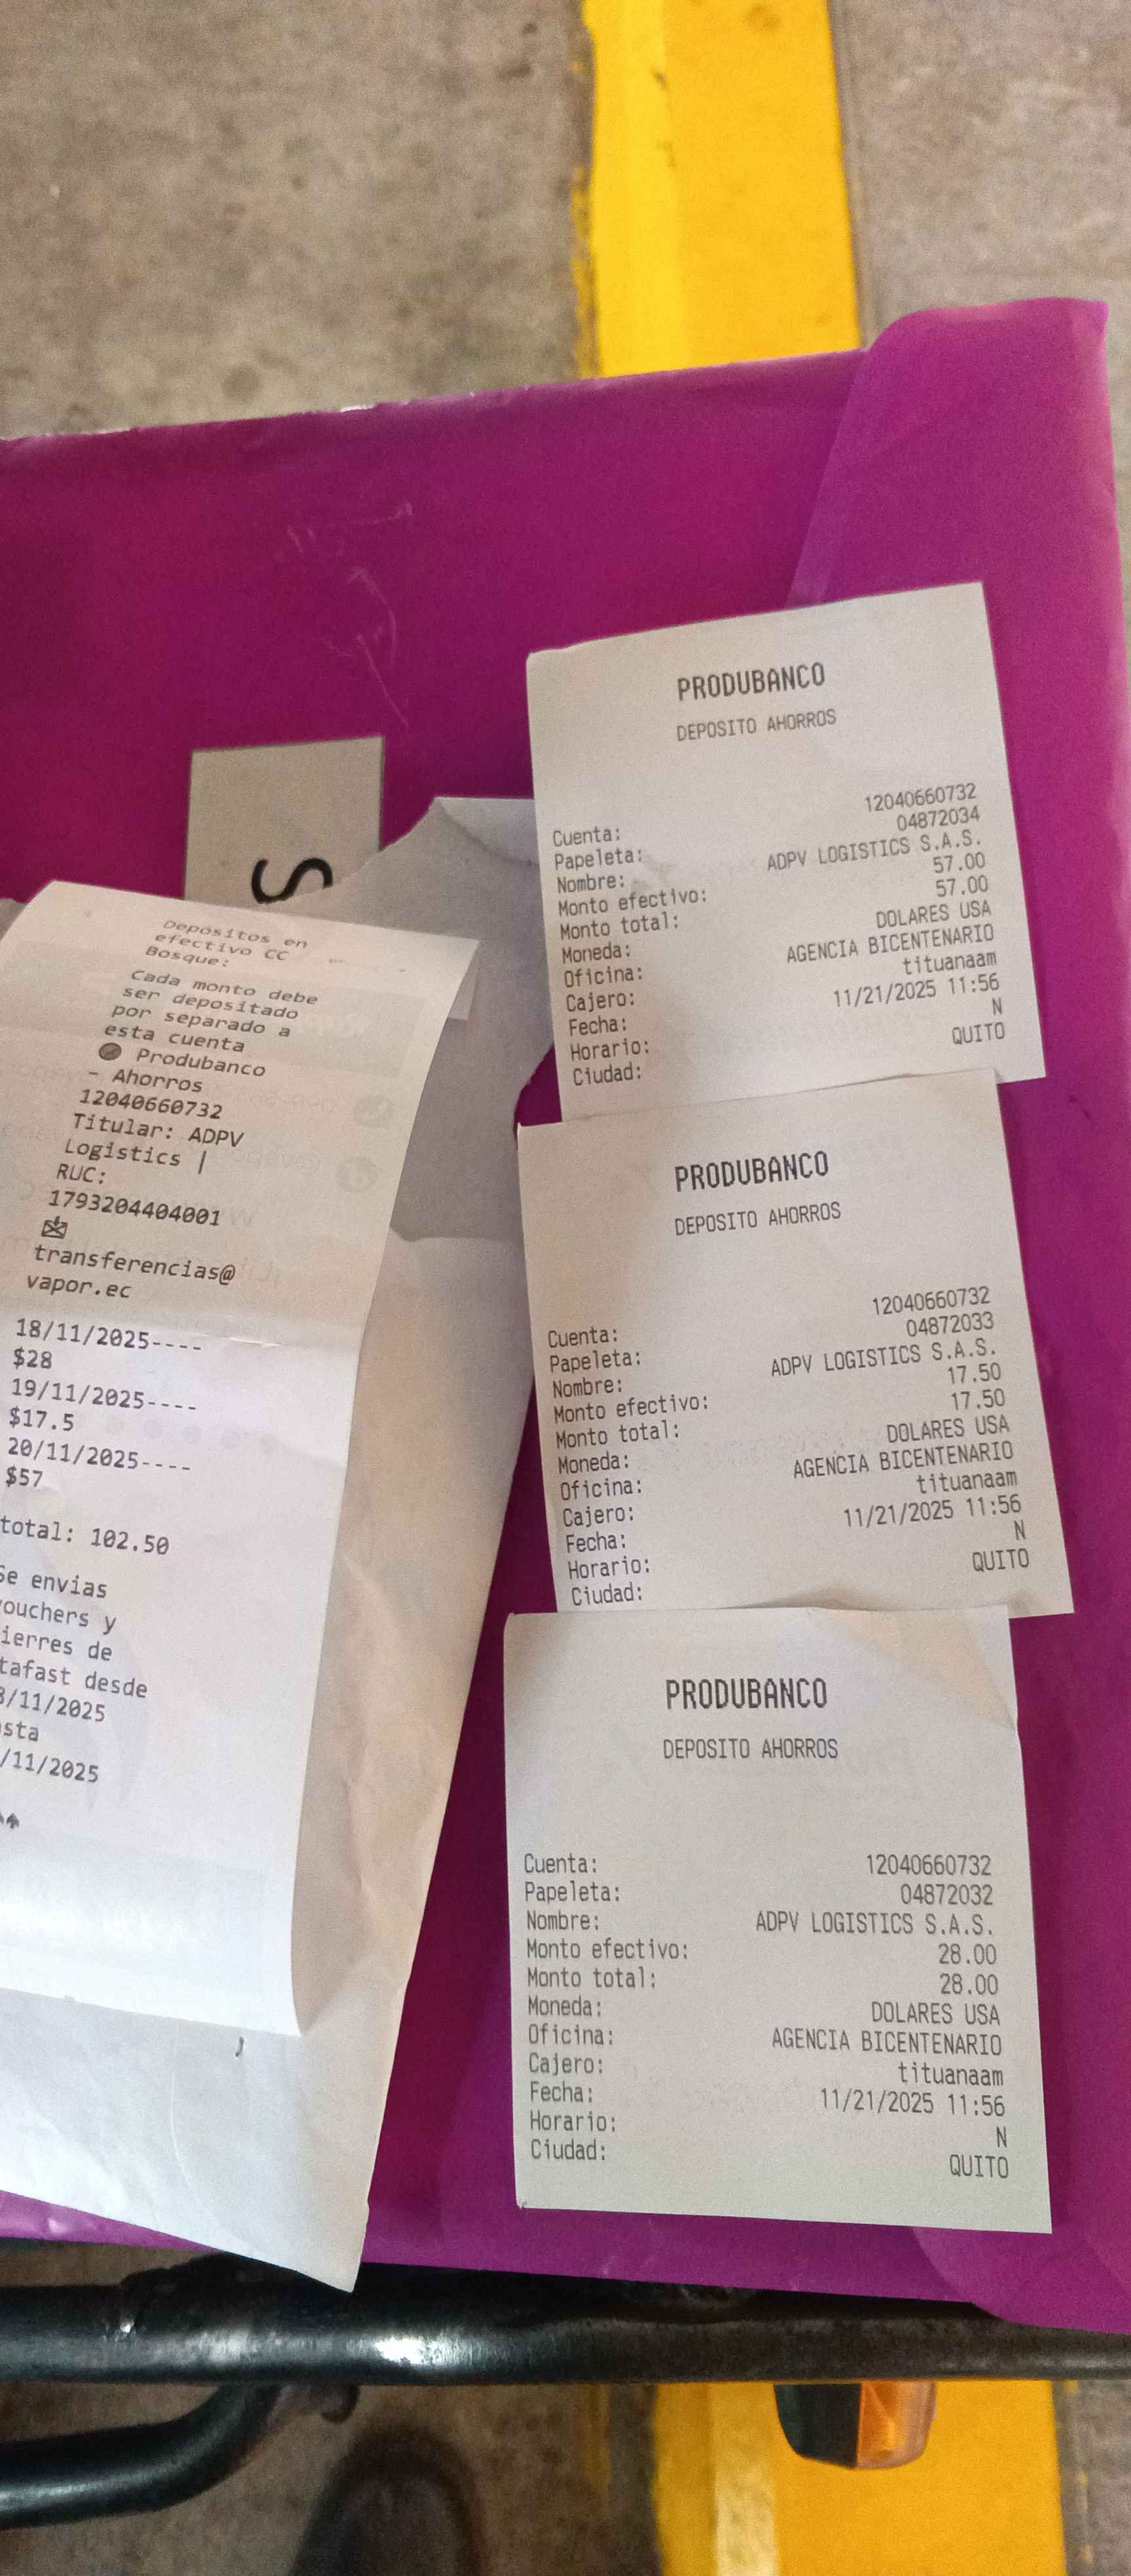 S
Depósitos en
efectivo CC
Bosque:
Cada monto debe
ser depositado
por separado a
esta cuenta
Produbanco
- Ahorros
12040660732
Titular: ADPV
Logistics |
RUC:
1793204404001
transferencias@
vapor.ec
18/11/2025----
$28
19/11/2025----
$17.5
20/11/2025----
$57
total: 102.50
Se envias
vouchers y
ierres de
tafast desde
/11/2025
sta
/11/2025
PRODUBANCO
DEPOSITO AHORROS
Cuenta: 12040660732
Papeleta: 04872034
Nombre: ADPV LOGISTICS S.A.S.
Monto efectivo: 57.00
Monto total: 57.00
Moneda: DOLARES USA
Oficina: AGENCIA BICENTENARIO
Cajero: tituanaam
Fecha: 11/21/2025 11:56
Horario: N
Ciudad: QUITO
PRODUBANCO
DEPOSITO AHORROS
Cuenta: 12040660732
Papeleta: 04872033
Nombre: ADPV LOGISTICS S.A.S.
Monto efectivo: 17.50
Monto total: 17.50
Moneda: DOLARES USA
Oficina: AGENCIA BICENTENARIO
Cajero: tituanaam
Fecha: 11/21/2025 11:56
Horario: N
Ciudad: QUITO
PRODUBANCO
DEPOSITO AHORROS
Cuenta: 12040660732
Papeleta: 04872032
Nombre: ADPV LOGISTICS S.A.S.
Monto efectivo: 28.00
Monto total: 28.00
Moneda: DOLARES USA
Oficina: AGENCIA BICENTENARIO
Cajero: tituanaam
Fecha: 11/21/2025 11:56
Horario: N
Ciudad: QUITO